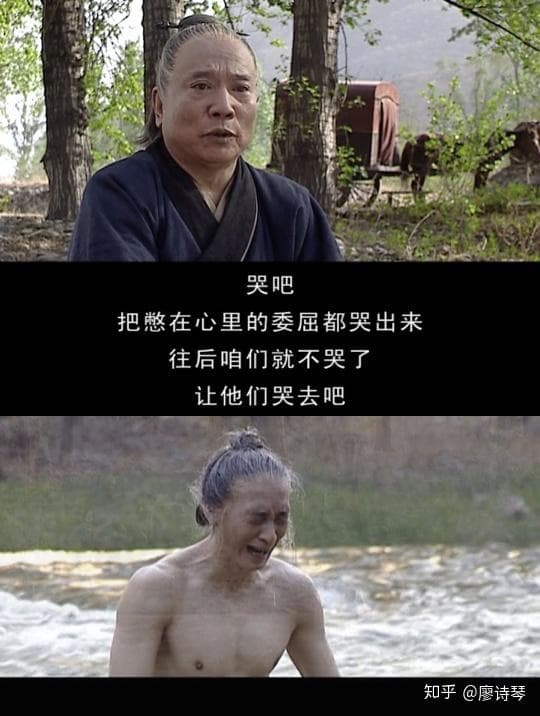 哭吧
把憋在心里的委屈都哭出来
往后咱们就不哭了
让他们哭去吧
知乎 @廖诗琴